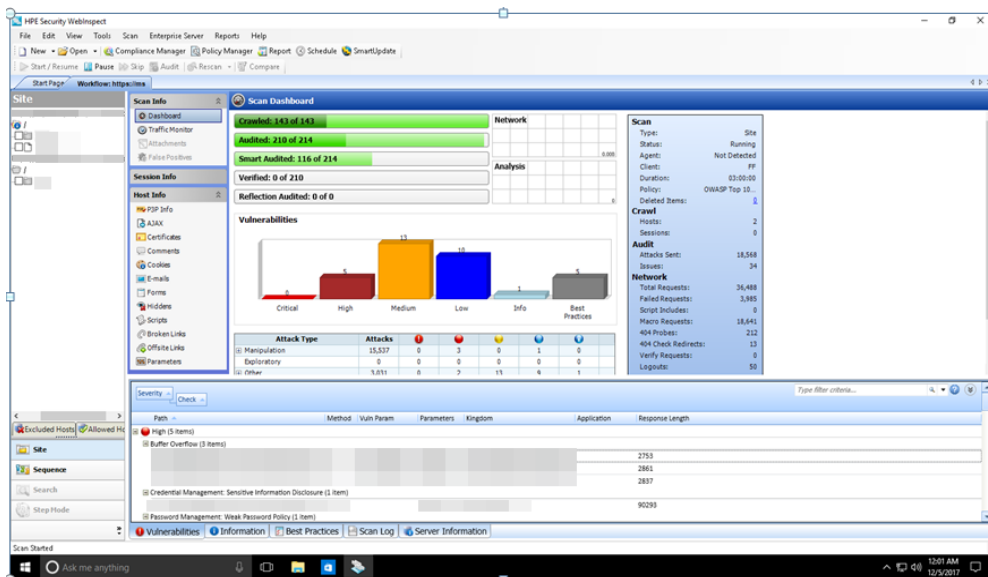 HPE Security WebInspect
File Edit View Tools Scan Enterprise Server Reports Help
New Open Compliance Manager Policy Manager Report Schedule SmartUpdate
Start / Resume Pause Skip Audit Rescan Compare
Start Page Workflow: https://ms
Site
/
/
Excluded Hosts Allowed Ho
Site
Sequence
Search
Step Mode
Scan Info
Dashboard
Traffic Monitor
Attachments
False Positives
Session Info
Host Info
P3P Info
AJAX
Certificates
Comments
Cookies
E-mails
Forms
Hiddens
Scripts
Broken Links
Offsite Links
Parameters
Scan Dashboard
Crawled: 143 of 143
Audited: 210 of 214
Smart Audited: 116 of 214
Verified: 0 of 210
Reflection Audited: 0 of 0
Network
0.000
Analysis
0
Vulnerabilities
0 5 13 10 1 5
Critical High Medium Low Info Best Practices
Attack Type Attacks
Manipulation 15,537 0 3 0 1 0
Exploratory 0 0 0 0 0 0
Other 3,031 0 2 13 9 1
Scan
Type: Site
Status: Running
Agent: Not Detected
Client: FF
Duration: 03:00:00
Policy: OWASP Top 10...
Deleted Items: 0
Crawl
Hosts: 2
Sessions: 0
Audit
Attacks Sent: 18,568
Issues: 34
Network
Total Requests: 36,488
Failed Requests: 3,985
Script Includes: 0
Macro Requests: 18,641
404 Probes: 212
404 Check Redirects: 13
Verify Requests: 0
Logouts: 50
Severity Check
Type filter criteria...
Path Method Vuln Param Parameters Kingdom Application Response Length
High (5 items)
Buffer Overflow (3 items)
2753
2861
2837
Credential Management: Sensitive Information Disclosure (1 item)
90293
Password Management: Weak Password Policy (1 item)
Vulnerabilities Information Best Practices Scan Log Server Information
Scan Started
Ask me anything
12:01 AM
12/5/2017